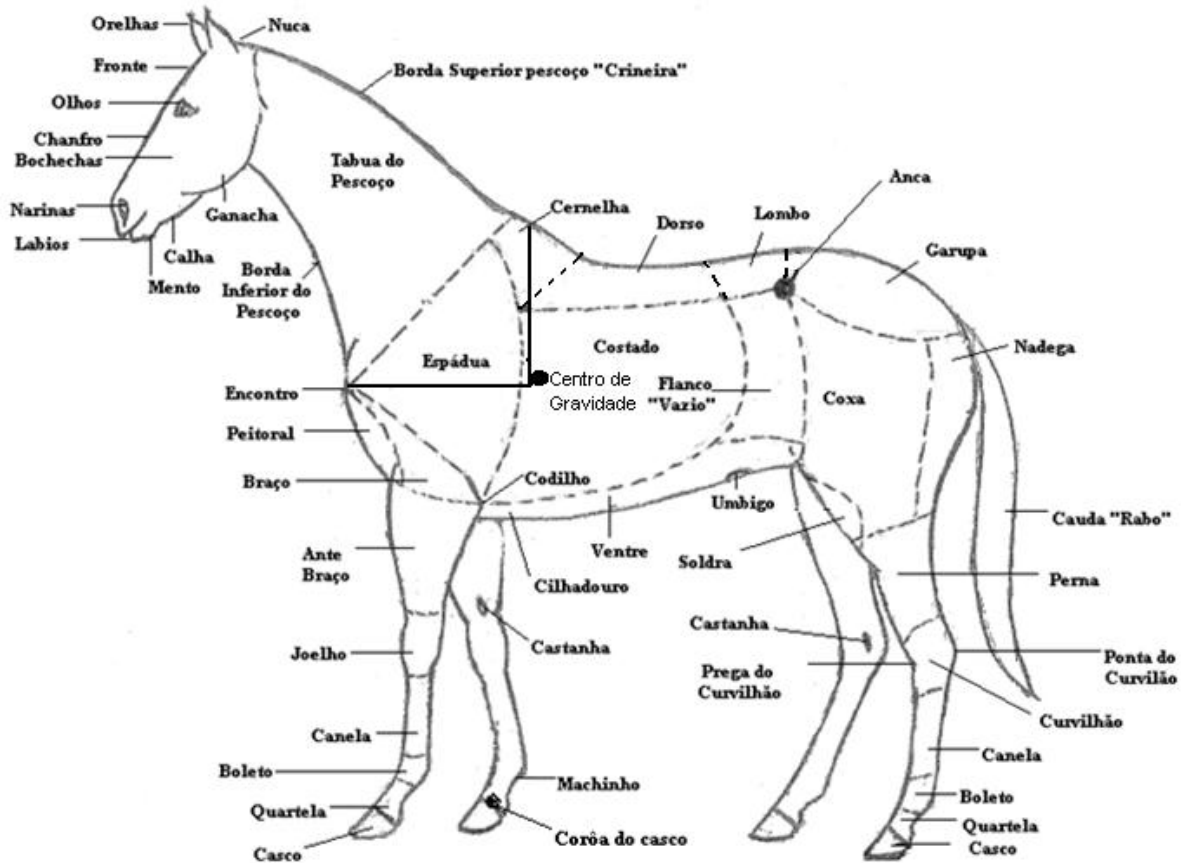 Orelhas
Nuca
Fronte
Borda Superior pescoço "Crineira"
Olhos
Chanfro
Bochechas
Tabua do
Pescoço
Anca
Narinas
Ganacha
Cernelha
Lombo
Dorso
Labios
Calha
Garupa
Mento
Borda
Inferior do
Pescoço
Espádua
Costado
Nadega
Centro de
Gravidade
Flanco
"Vazio"
Coxa
Encontro
Peitoral
Braço
Codilho
Umbigo
Cauda "Rabo"
Ante
Braço
Ventre
Soldra
Cilhadouro
Perna
Castanha
Castanha
Joelho
Prega do
Curvilhão
Ponta do
Curvilão
Curvilhão
Canela
Canela
Boleto
Machinho
Boleto
Quartela
Corôa do casco
Quartela
Casco
Casco